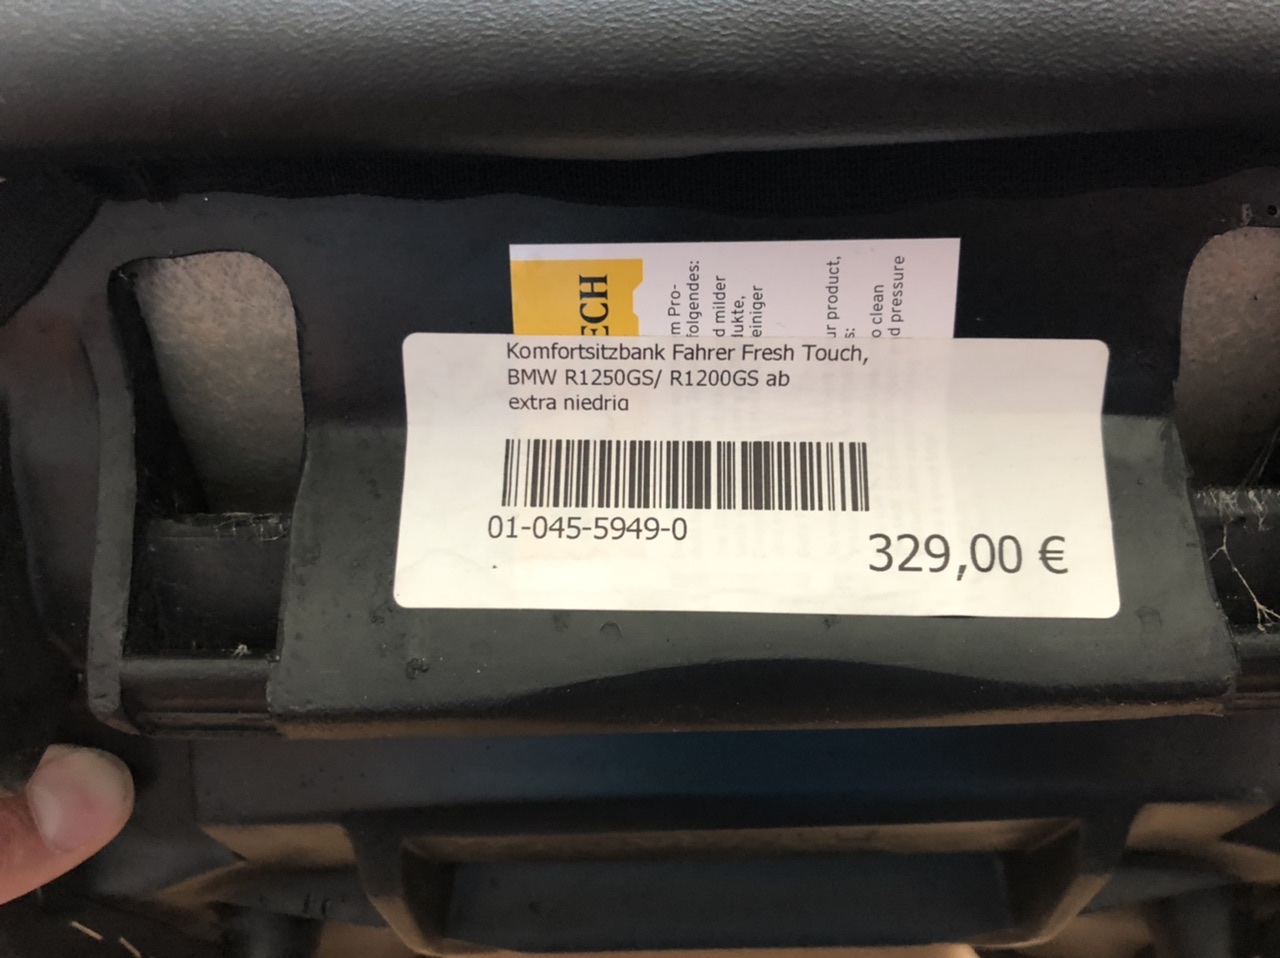 ECH
m Pro-
folgendes:
d milder
dukte,
einiger
ur product,
s:
o clean
d pressure
Komfortsitzbank Fahrer Fresh Touch,
BMW R1250GS/ R1200GS ab
extra niedrig
01-045-5949-0
329,00 €